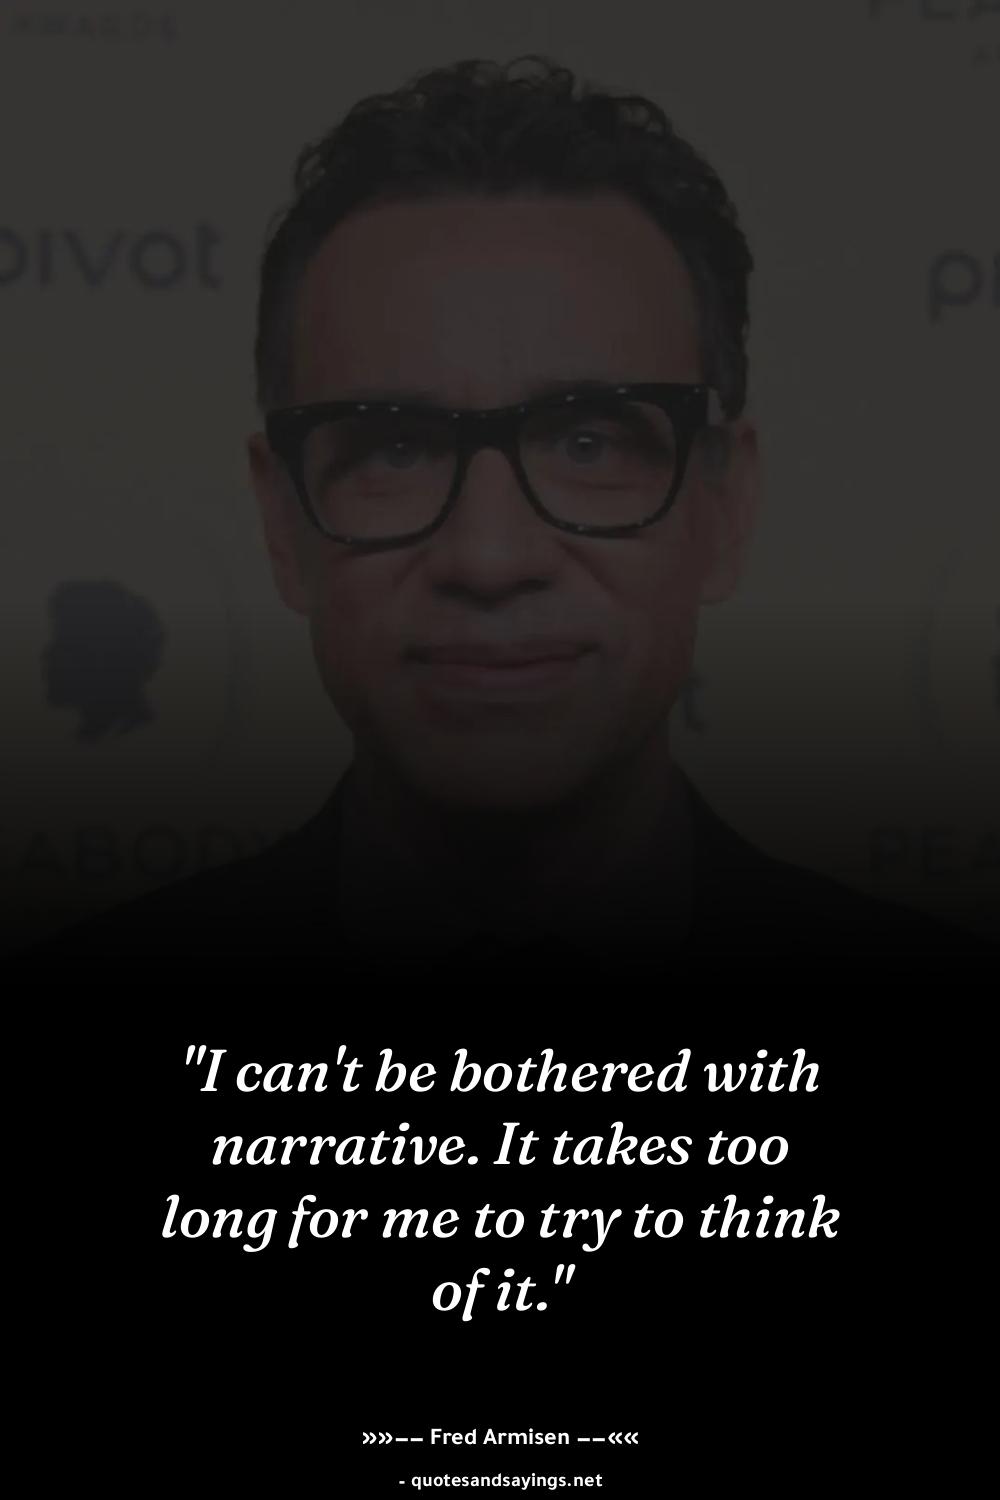 AWARDS
pivot
"I can't be bothered with
narrative. It takes too
long for me to try to think
of it."
»»—— Fred Armisen ——««
- quotesandsayings.net